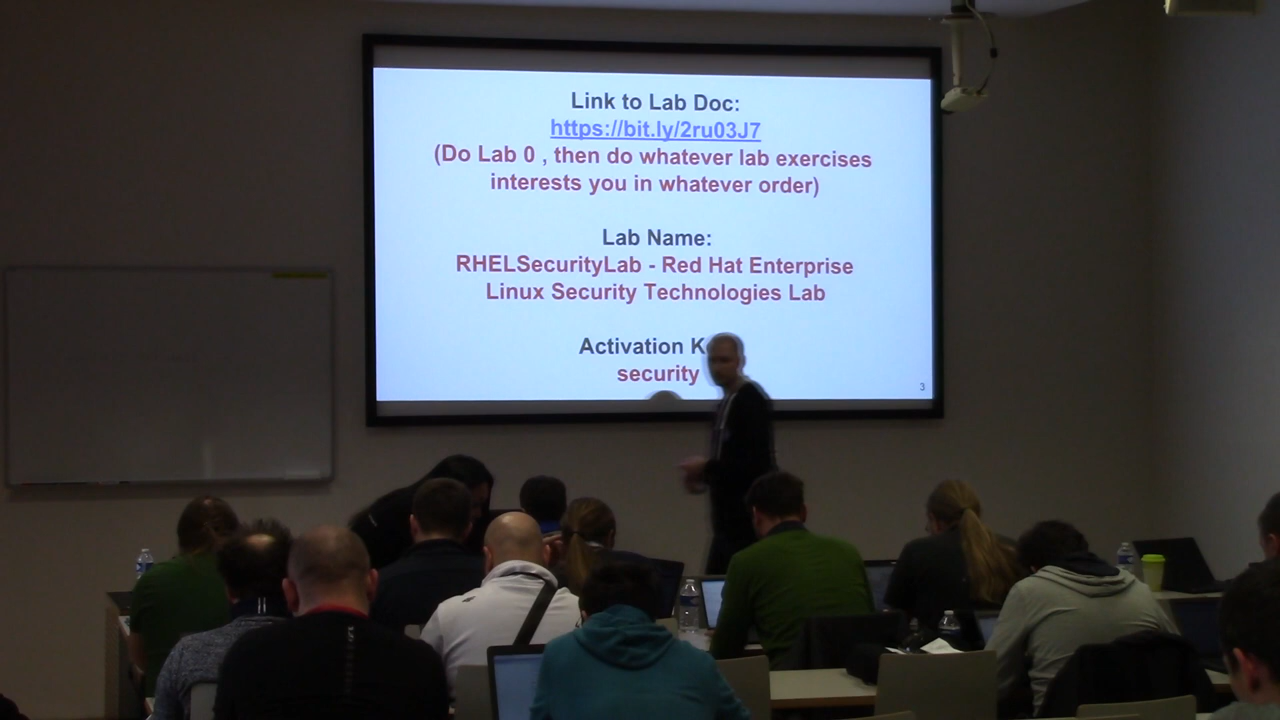 Link to Lab Doc:
https://bit.ly/2ru03J7
(Do Lab 0 , then do whatever lab exercises
interests you in whatever order)
Lab Name:
RHELSecurityLab - Red Hat Enterprise
Linux Security Technologies Lab
Activation K
security
3